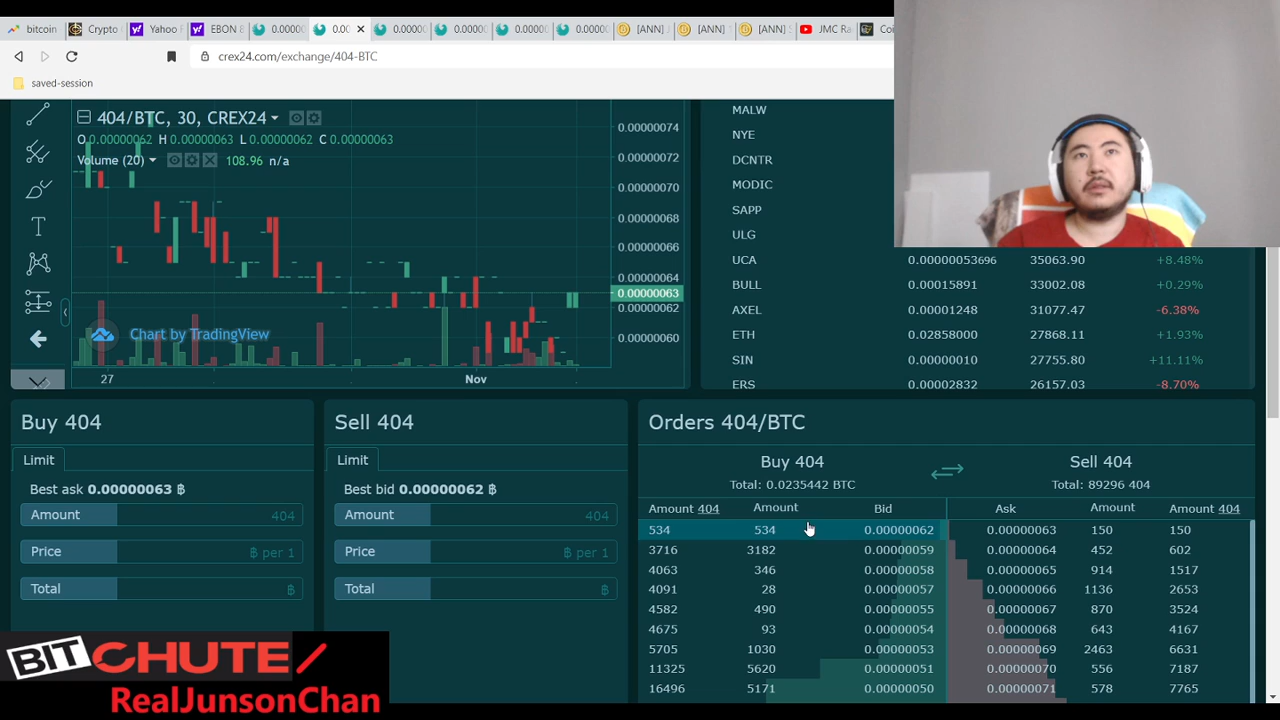 bitcoin Crypto Yahoo EBON 0.0000 0.00 0.0000 0.0000 0.0000 0.0000 [ANN] [ANN] [ANN] JMC Ra Coi
crex24.com/exchange/404-BTC
saved-session
404/BTC, 30, CREX24
O 0.00000062 H 0.00000063 L 0.00000062 C 0.00000063
Volume (20) 108.96 n/a
0.00000074
0.00000072
0.00000070
0.00000068
0.00000066
0.00000064
0.00000063
0.00000062
0.00000060
Chart by TradingView
27 Nov
MALW
NYE
DCNTR
MODIC
SAPP
ULG
UCA 0.00000053696 35063.90 +8.48%
BULL 0.00015891 33002.08 +0.29%
AXEL 0.00001248 31077.47 -6.38%
ETH 0.02858000 27868.11 +1.93%
SIN 0.00000010 27755.80 +11.11%
ERS 0.00002832 26157.03 -8.70%
Buy 404
Limit
Best ask 0.00000063 ₿
Amount 404
Price ₿ per 1
Total ₿
Sell 404
Limit
Best bid 0.00000062 ₿
Amount 404
Price ₿ per 1
Total ₿
Orders 404/BTC
Buy 404 Sell 404
Total: 0.0235442 BTC Total: 89296 404
Amount 404 Amount Bid Ask Amount Amount 404
534 534 0.00000062 0.00000063 150 150
3716 3182 0.00000059 0.00000064 452 602
4063 346 0.00000058 0.00000065 914 1517
4091 28 0.00000057 0.00000066 1136 2653
4582 490 0.00000055 0.00000067 870 3524
4675 93 0.00000054 0.00000068 643 4167
5705 1030 0.00000053 0.00000069 2463 6631
11325 5620 0.00000051 0.00000070 556 7187
16496 5171 0.00000050 0.00000071 578 7765
BITCHUTE/
RealJunsonChan